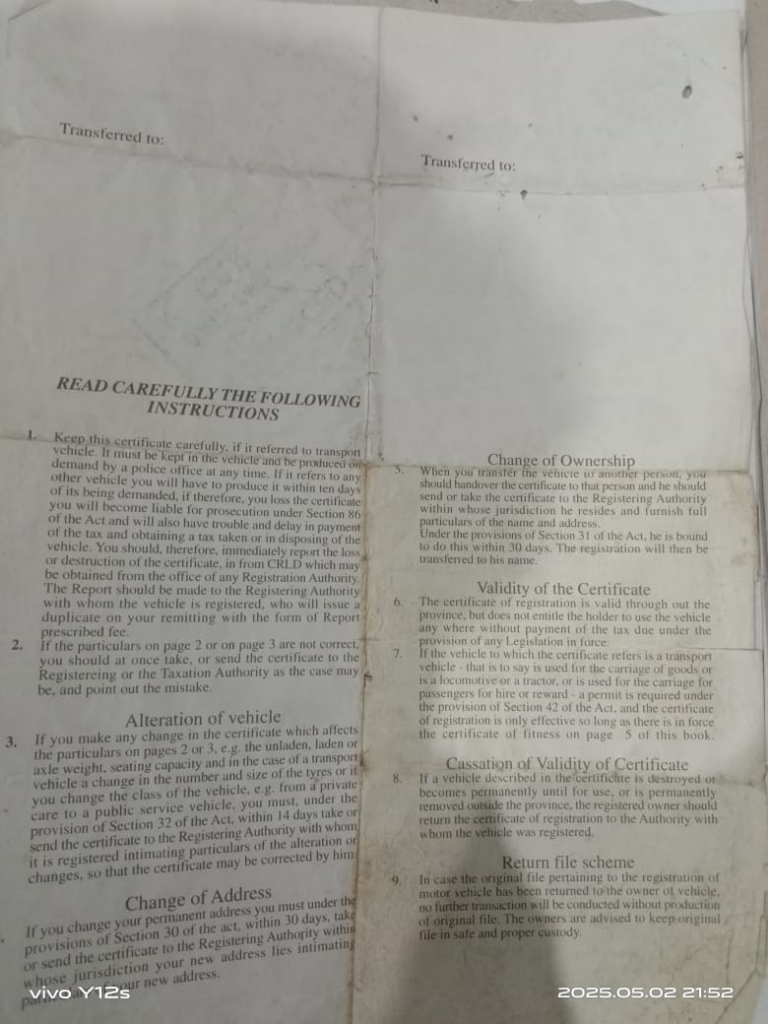 Transferred to:
Transferred to:
READ CAREFULLY THE FOLLOWING
INSTRUCTIONS
1. Keep this certificate carefully, if it referred to transport
vehicle. It must be kept in the vehicle and be produced on
demand by a police office at any time. If it refers to any
other vehicle you will have to produce it within ten days
of its being demanded, if therefore, you loss the certificate
you will become liable for prosecution under Section 86
of the Act and will also have trouble and delay in payment
of the tax and obtaining a tax taken or in disposing of the
vehicle. You should, therefore, immediately report the loss
or destruction of the certificate, in from CRLD which may
be obtained from the office of any Registration Authority.
The Report should be made to the Registering Authority
with whom the vehicle is registered, who will issue a
duplicate on your remitting with the form of Report
prescribed fee.
2. If the particulars on page 2 or on page 3 are not correct,
you should at once take, or send the certificate to the
Registereing or the Taxation Authority as the case may
be, and point out the mistake.
Alteration of vehicle
3. If you make any change in the certificate which affects
the particulars on pages 2 or 3, e.g. the unladen, laden or
axle weight, seating capacity and in the case of a transport
vehicle a change in the number and size of the tyres or if
you change the class of the vehicle, e.g. from a private
care to a public service vehicle, you must, under the
provision of Section 32 of the Act, within 14 days take or
send the certificate to the Registering Authority with whom
it is registered intimating particulars of the alteration or
changes, so that the certificate may be corrected by him
Change of Address
If you change your permanent address you must under the
provisions of Section 30 of the act, within 30 days, take
or send the certificate to the Registering Authority within
whose jurisdiction your new address lies intimating
your new address.
Change of Ownership
5. When you transfer the vehicle to another person, you
should handover the certificate to that person and he should
send or take the certificate to the Registering Authority
within whose jurisdiction he resides and furnish full
particulars of the name and address.
Under the provisions of Section 31 of the Act, he is bound
to do this within 30 days. The registration will then be
transferred to his name.
Validity of the Certificate
6. The certificate of registration is valid through out the
province, but does not entitle the holder to use the vehicle
any where without payment of the tax due under the
provision of any Legislation in force.
7. If the vehicle to which the certificate refers is a transport
vehicle - that is to say is used for the carriage of goods or
is a locomotive or a tractor, or is used for the carriage for
passengers for hire or reward - a permit is required under
the provision of Section 42 of the Act, and the certificate
of registration is only effective so long as there is in force
the certificate of fitness on page 5 of this book.
Cassation of Validity of Certificate
8. If a vehicle described in the certificate is destroyed or
becomes permanently until for use, or is permanently
removed outside the province, the registered owner should
return the certificate of registration to the Authority with
whom the vehicle was registered.
Return file scheme
9. In case the original file pertaining to the registration of
motor vehicle has been returned to the owner of vehicle,
no further transaction will be conducted without production
of original file. The owners are advised to keep original
file in safe and proper custody.
vivo Y12s
2025.05.02 21:52